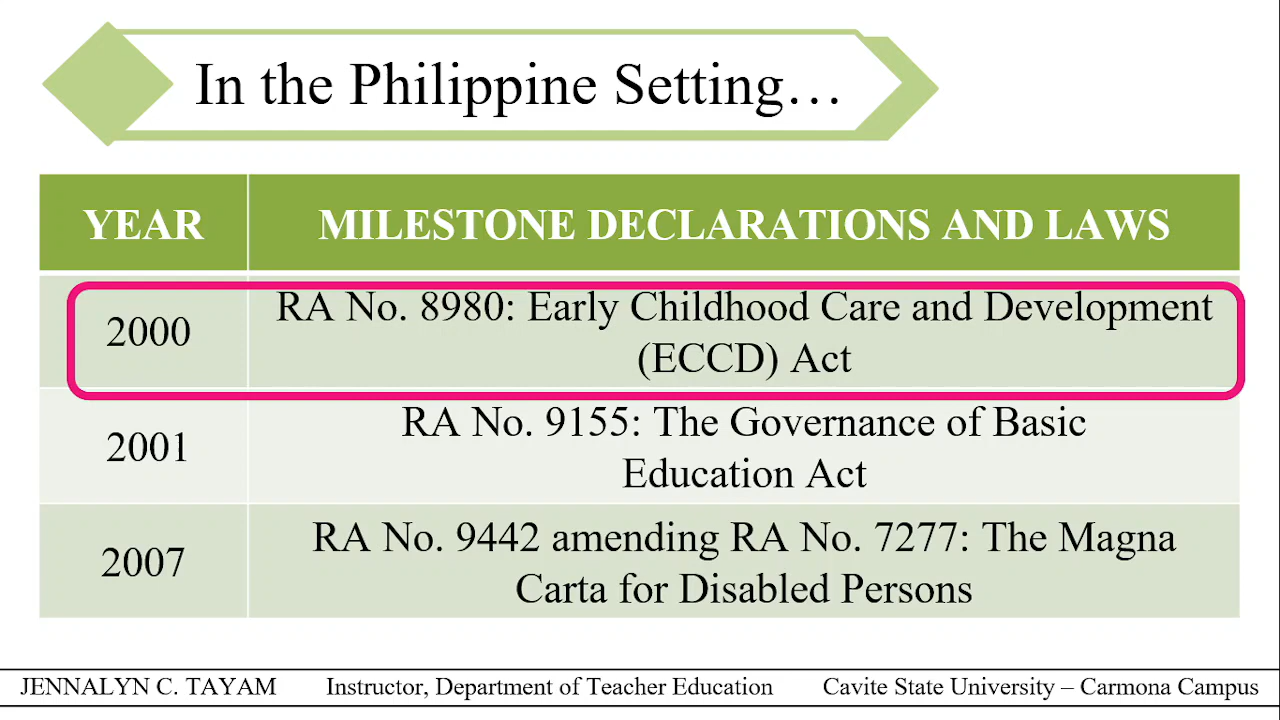 In the Philippine Setting…
YEAR
MILESTONE DECLARATIONS AND LAWS
2000
RA No. 8980: Early Childhood Care and Development
(ECCD) Act
2001
RA No. 9155: The Governance of Basic
Education Act
2007
RA No. 9442 amending RA No. 7277: The Magna
Carta for Disabled Persons
JENNALYN C. TAYAM
Instructor, Department of Teacher Education
Cavite State University – Carmona Campus